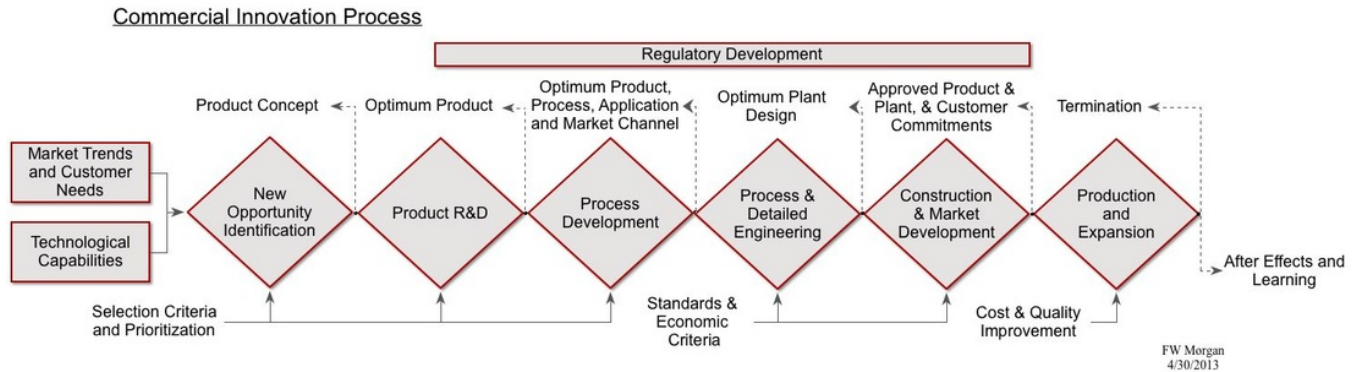 Commercial Innovation Process
Regulatory Development
Product Concept
Optimum Product
Optimum Product,
Process, Application
and Market Channel
Optimum Plant
Design
Approved Product &
Plant, & Customer
Commitments
Termination
Market Trends
and Customer
Needs
Technological
Capabilities
New
Opportunity
Identification
Product R&D
Process
Development
Process &
Detailed
Engineering
Construction
& Market
Development
Production
and
Expansion
After Effects and
Learning
Selection Criteria
and Prioritization
Standards &
Economic
Criteria
Cost & Quality
Improvement
FW Morgan
4/30/2013